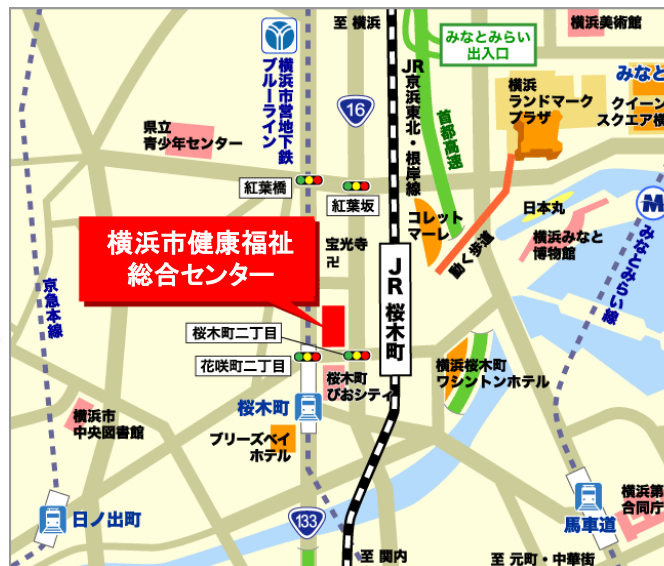 至 横浜
みなとみらい
出入口
横浜美術館
横浜市営地下鉄
ブルーライン
JR京浜東北・根岸線
首都高速
横浜
ランドマーク
プラザ
みなと
クイーン
スクエア横
16
県立
青少年センター
紅葉橋
紅葉坂
コレット
マーレ
動く歩道
日本丸
横浜みなと
博物館
みなとみらい線
横浜市健康福祉
総合センター
宝光寺
卍
JR桜木町
京急本線
桜木町二丁目
花咲町二丁目
桜木町
ぴおシティ
横浜桜木町
ワシントンホテル
桜木町
横浜市
中央図書館
ブリーズベイ
ホテル
日ノ出町
133
馬車道
横浜第
合同庁
至 関内
至 元町・中華街